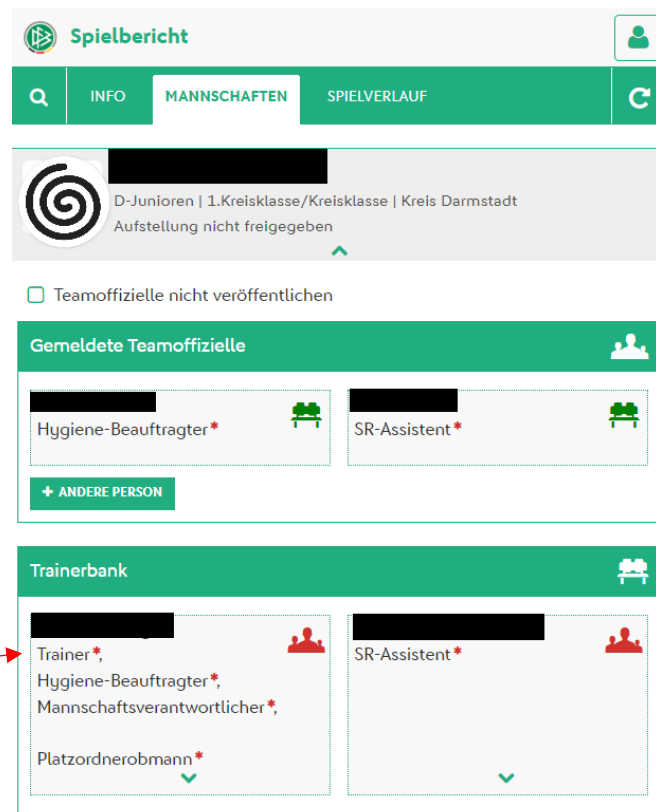 Spielbericht
INFO MANNSCHAFTEN SPIELVERLAUF
D-Junioren | 1.Kreisklasse/Kreisklasse | Kreis Darmstadt
Aufstellung nicht freigegeben
Teamoffizielle nicht veröffentlichen
Gemeldete Teamoffizielle
Hygiene-Beauftragter*
SR-Assistent*
+ ANDERE PERSON
Trainerbank
Trainer*,
Hygiene-Beauftragter*,
Mannschaftsverantwortlicher*,
Platzordnerobmann*
SR-Assistent*